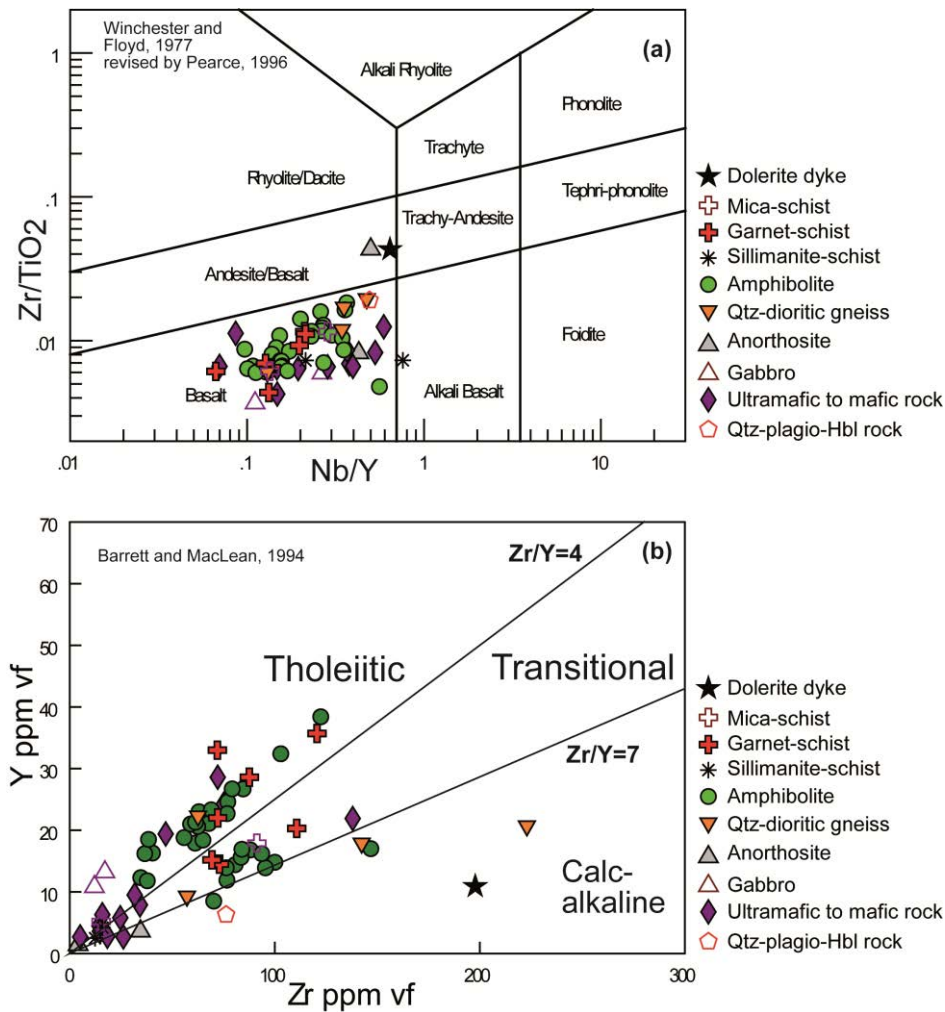 Winchester and
Floyd, 1977
revised by Pearce, 1996
(a)
Alkali Rhyolite
Phonolite
Trachyte
Rhyolite/Dacite
Tephri-phonolite
Trachy-Andesite
Andesite/Basalt
Foidite
Basalt
Alkali Basalt
Zr/TiO2
1
0.1
.01
.01
.1
1
10
Nb/Y
Dolerite dyke
Mica-schist
Garnet-schist
Sillimanite-schist
Amphibolite
Qtz-dioritic gneiss
Anorthosite
Gabbro
Ultramafic to mafic rock
Qtz-plagio-Hbl rock
Barrett and MacLean, 1994
Zr/Y=4
(b)
Tholeiitic
Transitional
Zr/Y=7
Calc-
alkaline
Y ppm vf
70
60
50
40
30
20
10
0
0
100
200
300
Zr ppm vf
Dolerite dyke
Mica-schist
Garnet-schist
Sillimanite-schist
Amphibolite
Qtz-dioritic gneiss
Anorthosite
Gabbro
Ultramafic to mafic rock
Qtz-plagio-Hbl rock